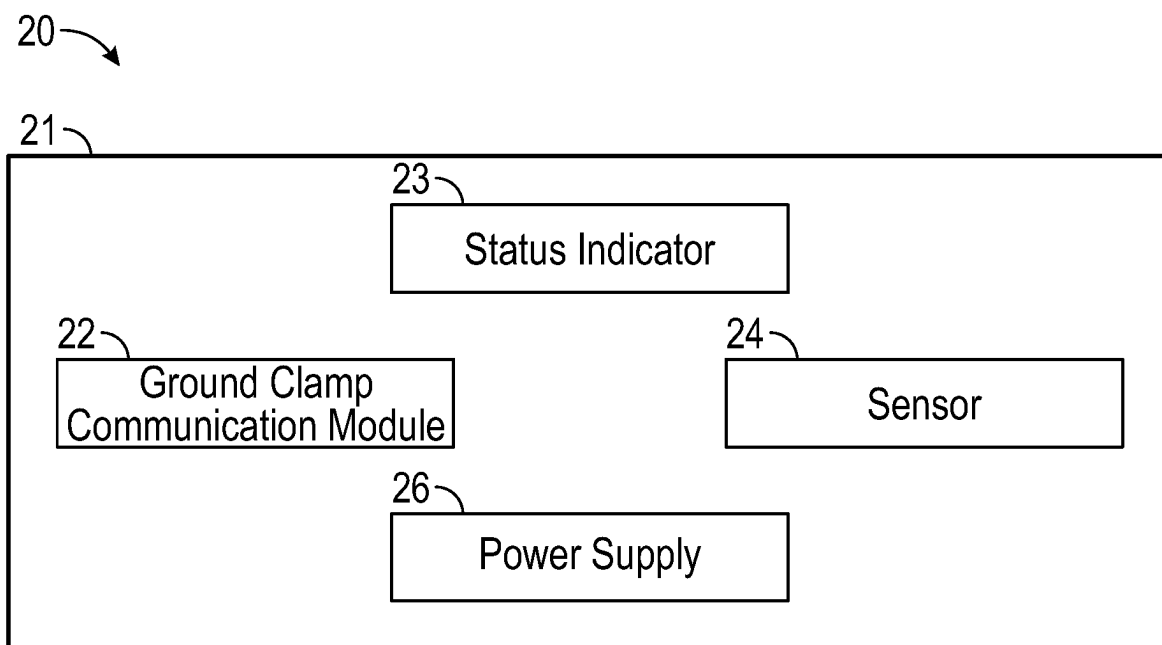 20
21
23
Status Indicator
22
Ground Clamp
Communication Module
24
Sensor
26
Power Supply